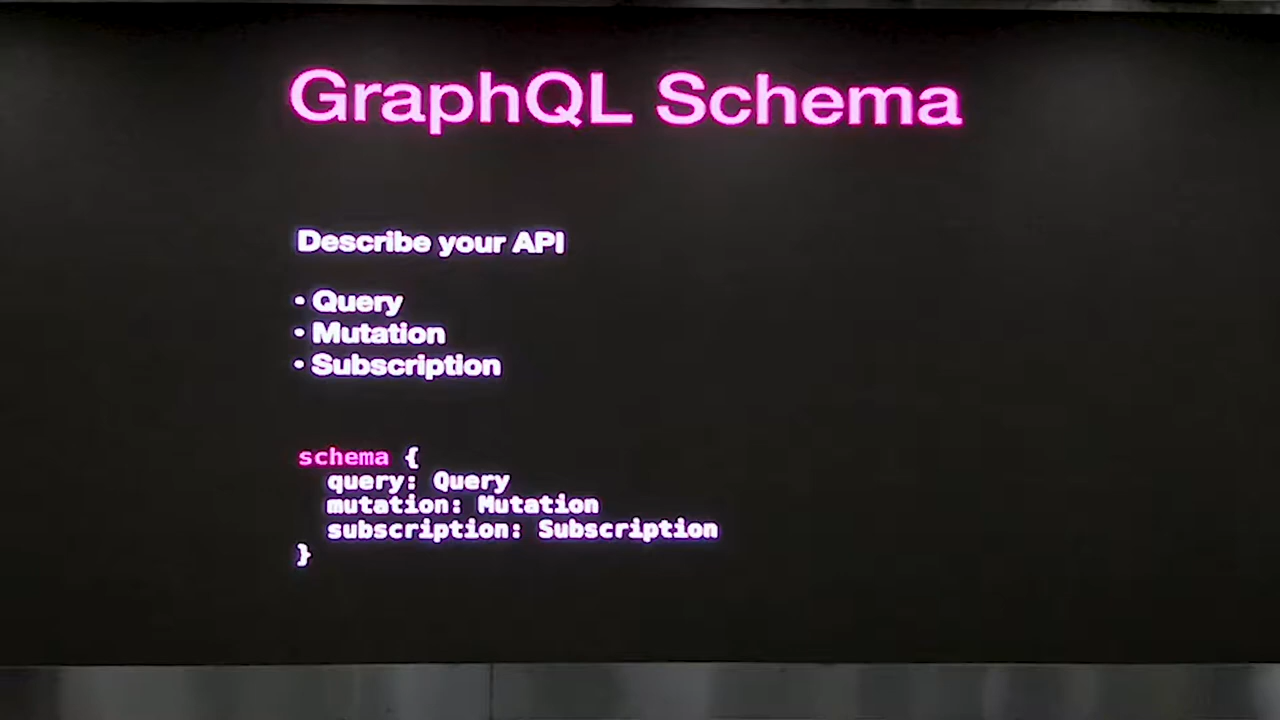 GraphQL Schema
Describe your API
• Query
• Mutation
• Subscription
schema {
  query: Query
  mutation: Mutation
  subscription: Subscription
}